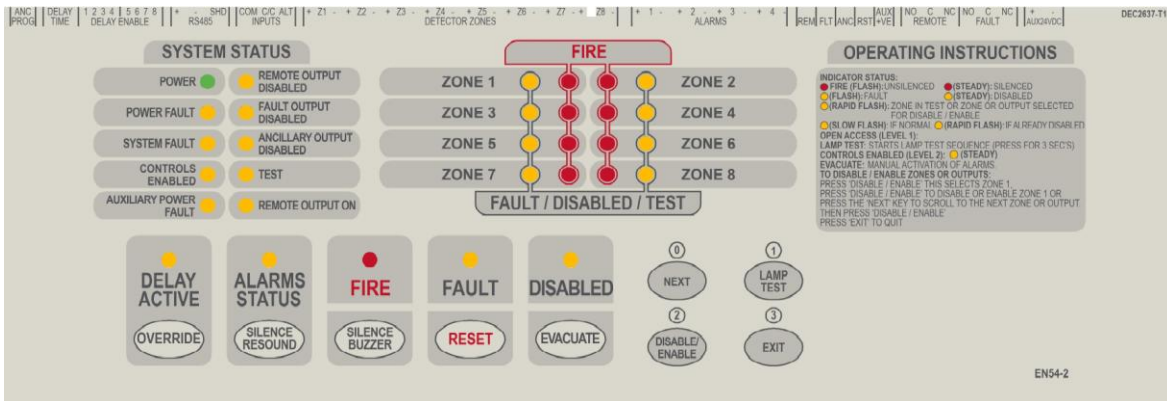 ANC DELAY 1 2 3 4 5 6 7 8 + - SHD COM C/C ALT + Z1 - + Z2 - + Z3 - + Z4 - + Z5 - + Z6 - + Z7 - + Z8 - + 1 - + 2 - + 3 - + 4 - AUX NO C NC NO C NC + -
PROG TIME DELAY ENABLE RS485 INPUTS DETECTOR ZONES ALARMS REM FLT ANC RST +VE REMOTE FAULT AUX24VDC
DEC2637-T1
SYSTEM STATUS
POWER
REMOTE OUTPUT
DISABLED
POWER FAULT
FAULT OUTPUT
DISABLED
SYSTEM FAULT
ANCILLARY OUTPUT
DISABLED
CONTROLS
ENABLED
TEST
AUXILIARY POWER
FAULT
REMOTE OUTPUT ON
FIRE
ZONE 1 ZONE 2
ZONE 3 ZONE 4
ZONE 5 ZONE 6
ZONE 7 ZONE 8
FAULT / DISABLED / TEST
OPERATING INSTRUCTIONS
INDICATOR STATUS:
FIRE (FLASH): UNSILENCED (STEADY): SILENCED
(FLASH): FAULT (STEADY): DISABLED
(RAPID FLASH): ZONE IN TEST OR ZONE OR OUTPUT SELECTED
FOR DISABLE / ENABLE
(SLOW FLASH): IF NORMAL (RAPID FLASH): IF ALREADY DISABLED
OPEN ACCESS (LEVEL 1):
LAMP TEST: STARTS LAMP TEST SEQUENCE (PRESS FOR 3 SEC'S)
CONTROLS ENABLED (LEVEL 2): (STEADY)
EVACUATE: MANUAL ACTIVATION OF ALARMS.
TO DISABLE / ENABLE ZONES OR OUTPUTS:
PRESS 'DISABLE / ENABLE' THIS SELECTS ZONE 1,
PRESS 'DISABLE / ENABLE' TO DISABLE OR ENABLE ZONE 1 OR
PRESS THE 'NEXT' KEY TO SCROLL TO THE NEXT ZONE OR OUTPUT
THEN PRESS 'DISABLE / ENABLE'
PRESS 'EXIT' TO QUIT
DELAY
ACTIVE
OVERRIDE
ALARMS
STATUS
SILENCE
RESOUND
FIRE
SILENCE
BUZZER
FAULT
RESET
DISABLED
EVACUATE
0
NEXT
1
LAMP
TEST
2
DISABLE/
ENABLE
3
EXIT
EN54-2